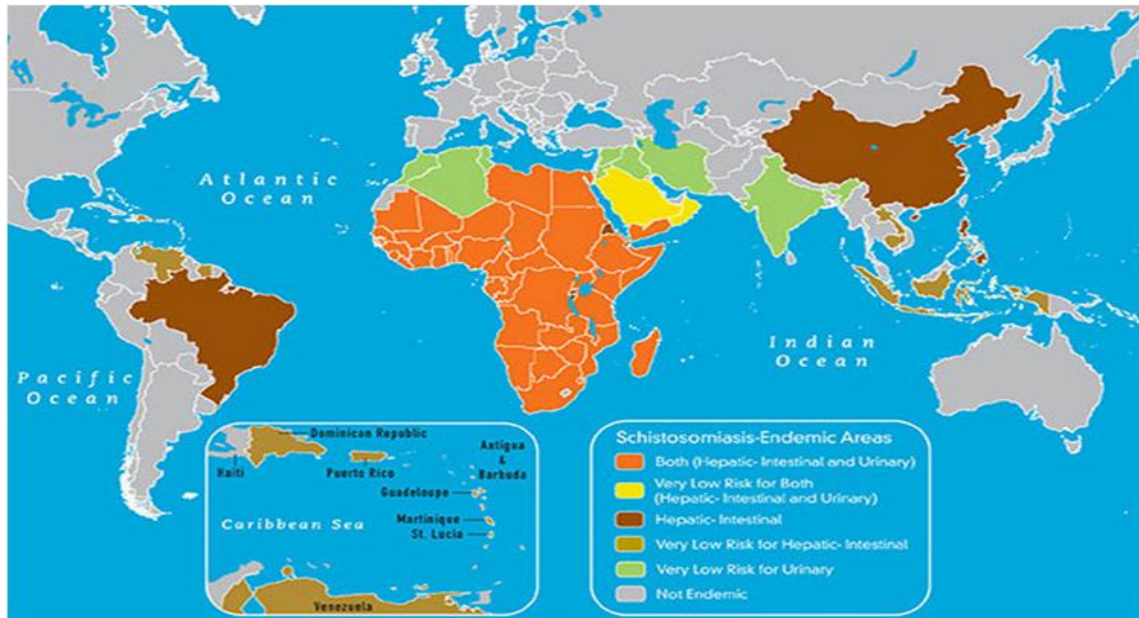 Atlantic
Ocean
Pacific
Ocean
Indian
Ocean
Dominican Republic
Haiti
Puerto Rico
Antigua
&
Barbuda
Guadeloupe
Martinique
St. Lucia
Caribbean Sea
Venezuela
Schistosomiasis-Endemic Areas
Both (Hepatic- Intestinal and Urinary)
Very Low Risk for Both
(Hepatic- Intestinal and Urinary)
Hepatic- Intestinal
Very Low Risk for Hepatic- Intestinal
Very Low Risk for Urinary
Not Endemic